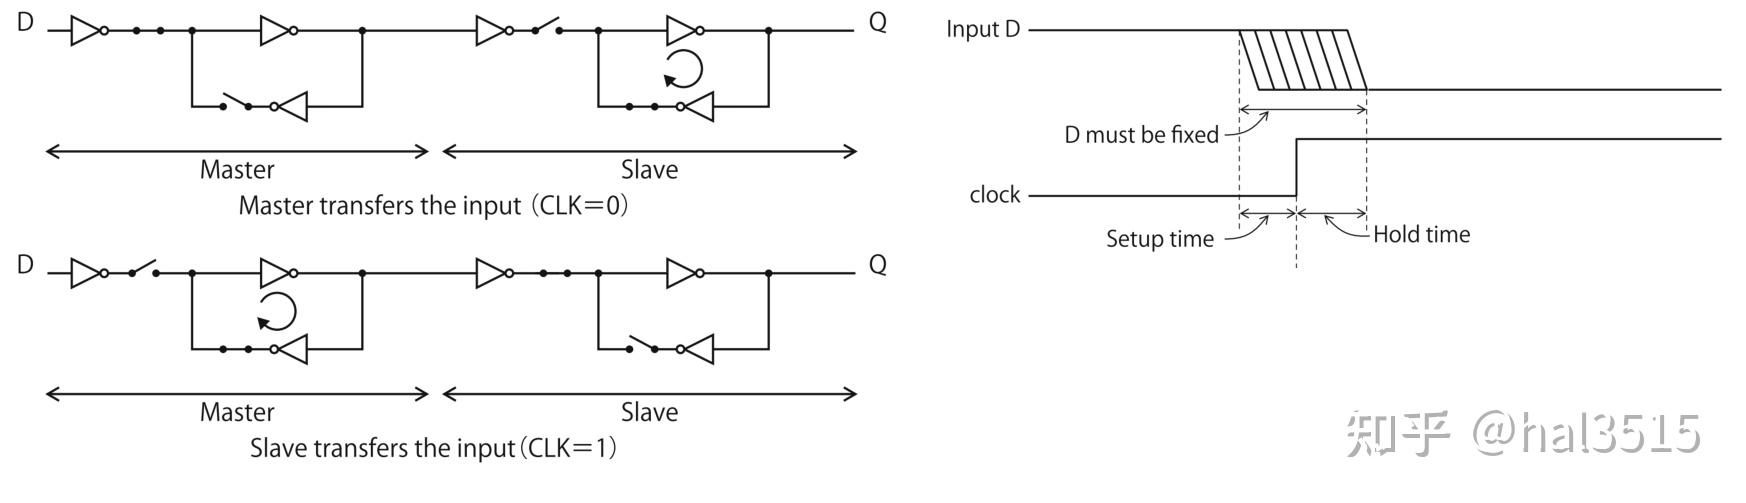 D
Q
Master
Slave
Master transfers the input (CLK=0)
D
Q
Master
Slave
Slave transfers the input(CLK=1)
Input D
D must be fixed
clock
Setup time
Hold time
知乎 @hal3515